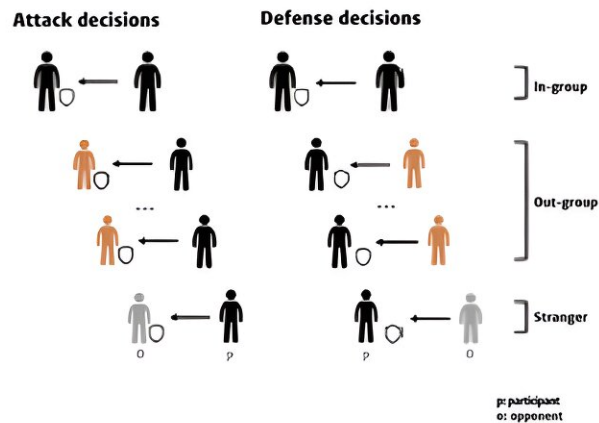 Attack decisions
Defense decisions
In-group
...
...
Out-group
Stranger
O
P
P
O
p: participant
o: opponent